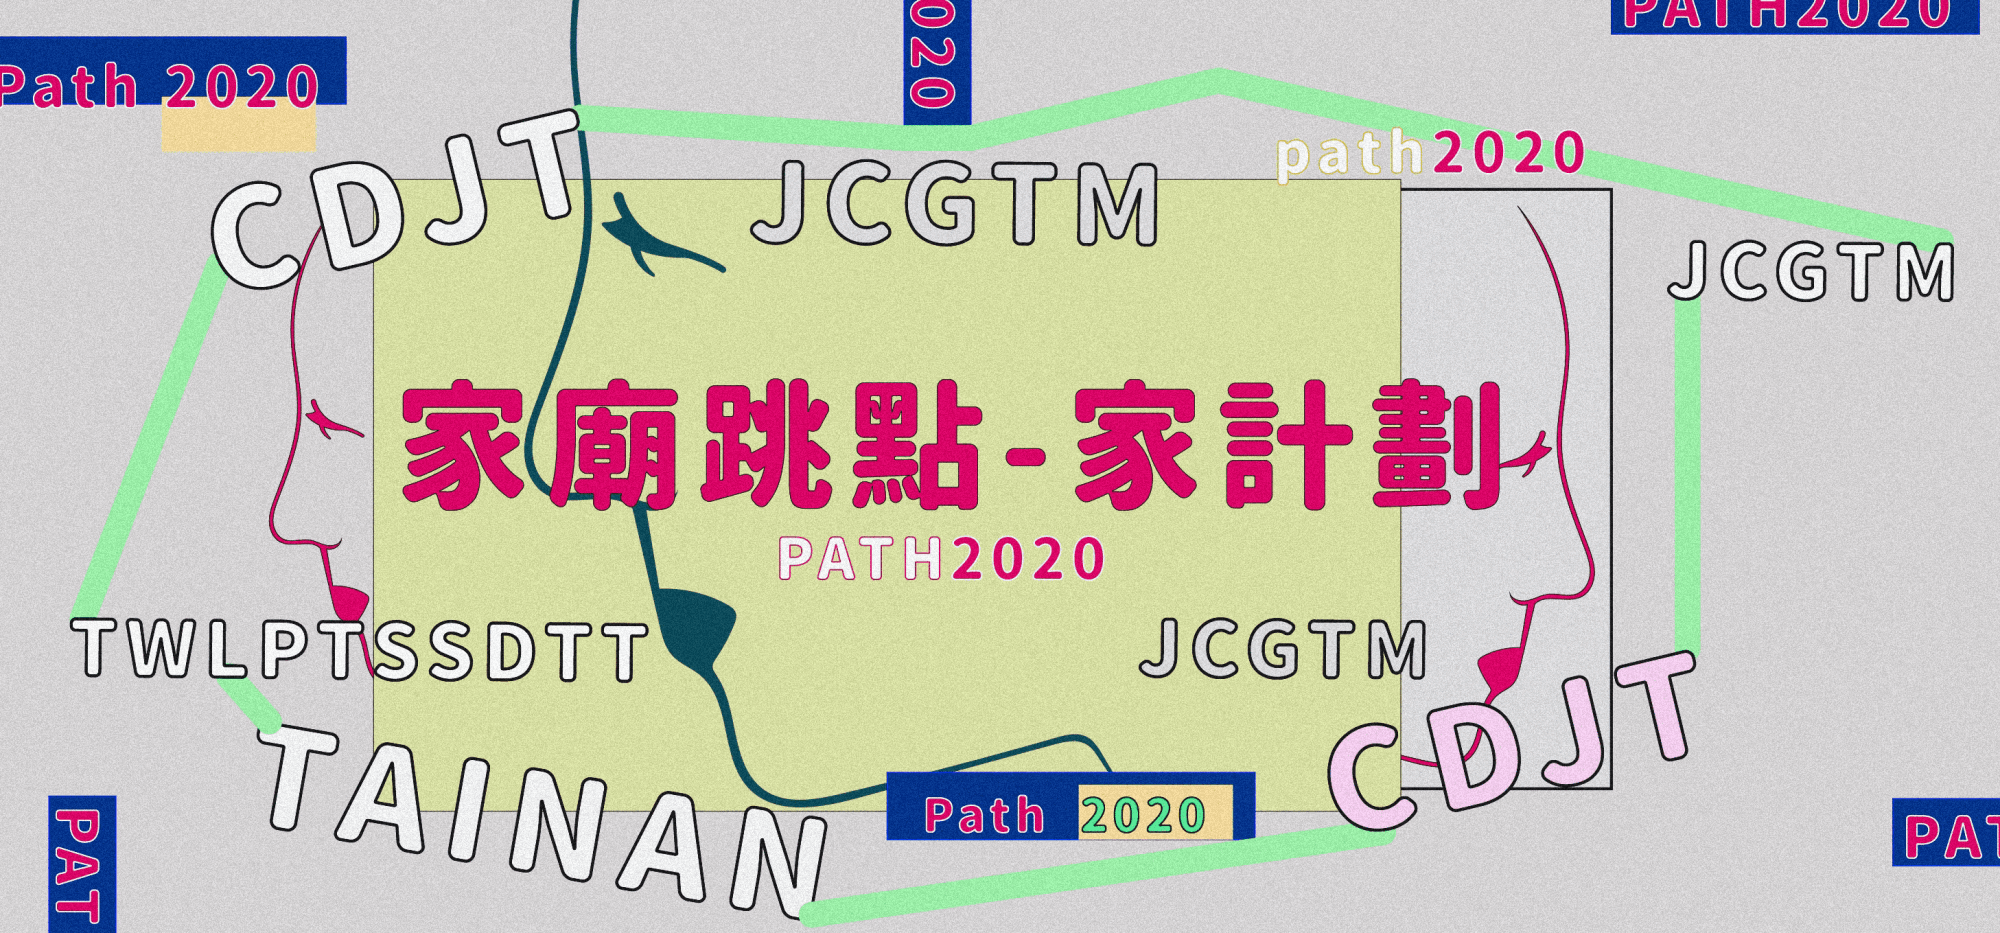 PATH2020
2020
Path 2020
path2020
CDJT
JCGTM
JCGTM
家廟跳點-家計劃
PATH2020
TWLPTSSDTT
JCGTM
CDJT
TAINAN
Path 2020
PAT
PAT